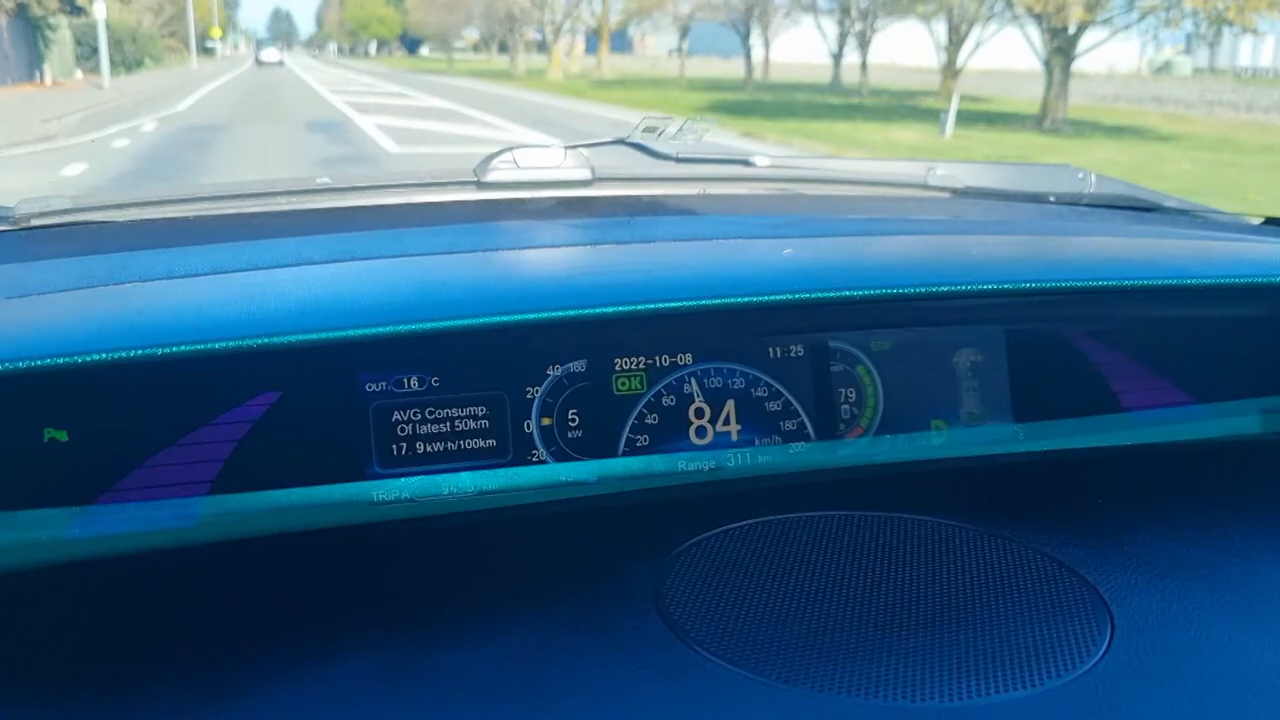 2022-10-08
11:25
OK
OUT 16 C
AVG Consump.
Of latest 50km
17.9 kW·h/100km
40 160
20
0
-20
5
kW
20 40 60 80 100 120 140 160 180 200
84
km/h
79
D
Range 311 km
TRIP A